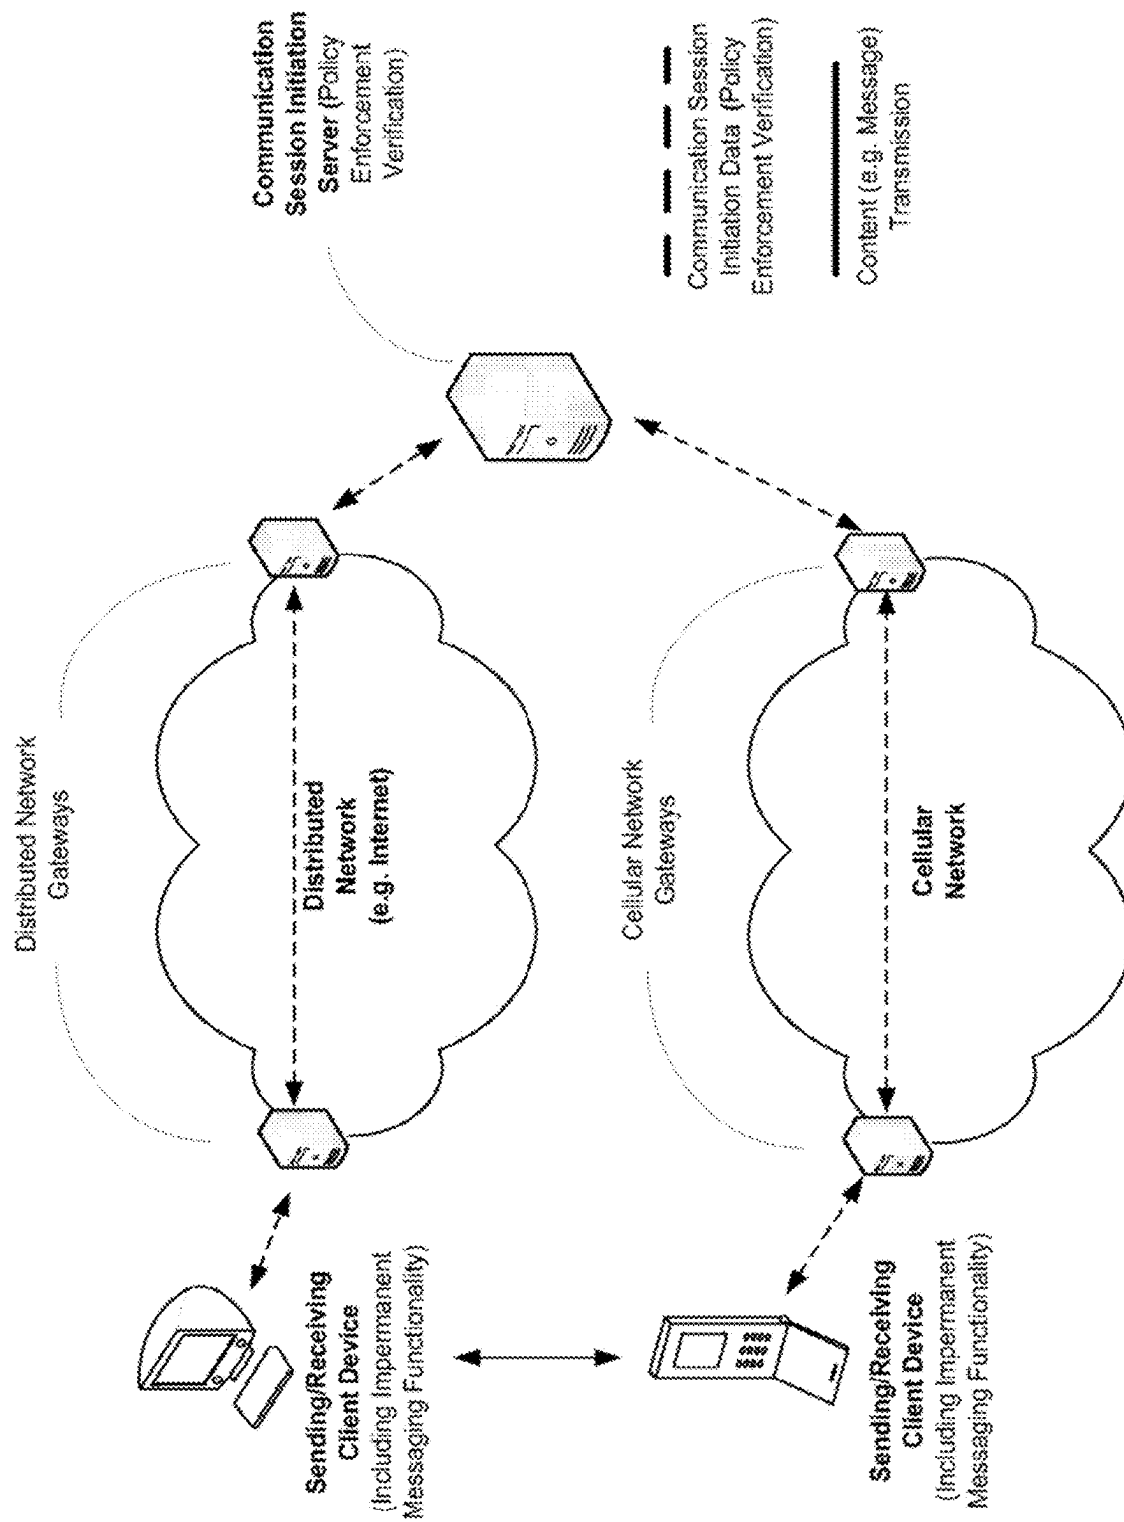 Communication
Session Initiation
Server (Policy
Enforcement
Verification)
Communication Session
Initiation Data (Policy
Enforcement Verification)
Content (e.g. Message)
Transmission
Distributed Network
Gateways
Distributed
Network
(e.g. Internet)
Cellular Network
Gateways
Cellular
Network
Sending/Receiving
Client Device
(Including Impermanent
Messaging Functionality)
Sending/Receiving
Client Device
(Including Impermanent
Messaging Functionality)